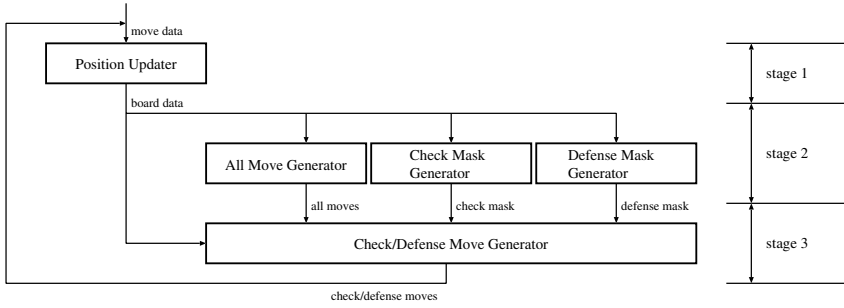 move data
Position Updater
stage 1
board data
All Move Generator
Check Mask
Generator
Defense Mask
Generator
stage 2
all moves
check mask
defense mask
Check/Defense Move Generator
stage 3
check/defense moves